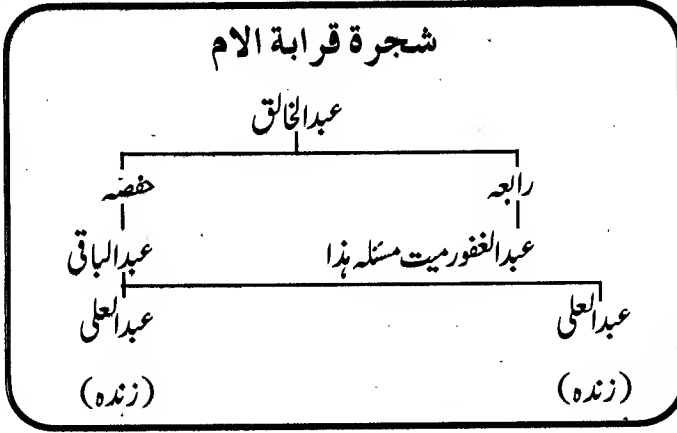 شجرة قرابة الام
عبدالخالق
رابعہ حفصہ
عبدالغفور میت مسئلہ ہذا عبدالباقی
عبدالعلی عبدالعلی
(زندہ) (زندہ)